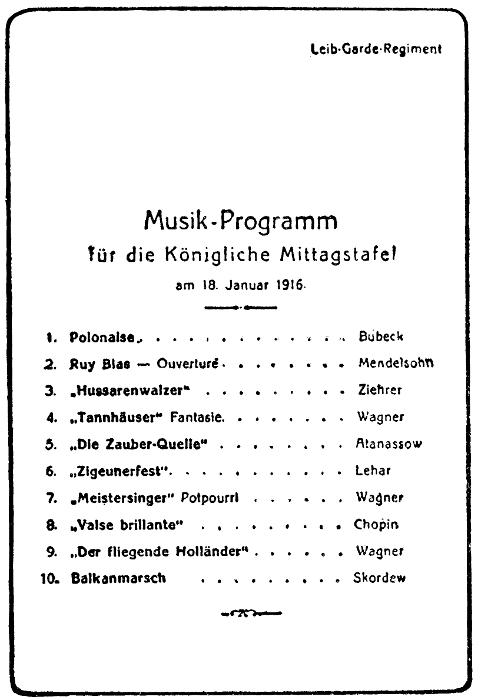 Leib-Garde-Regiment
Musik-Programm
für die Königliche Mittagstafel
am 18. Januar 1916.
1. Polonaise. . . . . . . . . . . . . . Bubeck
2. Ruy Blas — Ouverture . . . . . . . . Mendelsohn
3. „Hussarenwalzer" . . . . . . . . . Ziehrer
4. „Tannhäuser" Fantasie. . . . . . . . Wagner
5. „Die Zauber-Quelle" . . . . . . . . Atanassow
6. „Zigeunerfest". . . . . . . . . . . Lehar
7. „Meistersinger" Potpourri . . . . . . Wagner
8. „Valse brillante" . . . . . . . . . Chopin
9. „Der fliegende Holländer" . . . . . . Wagner
10. Balkanmarsch . . . . . . . . . Skordew